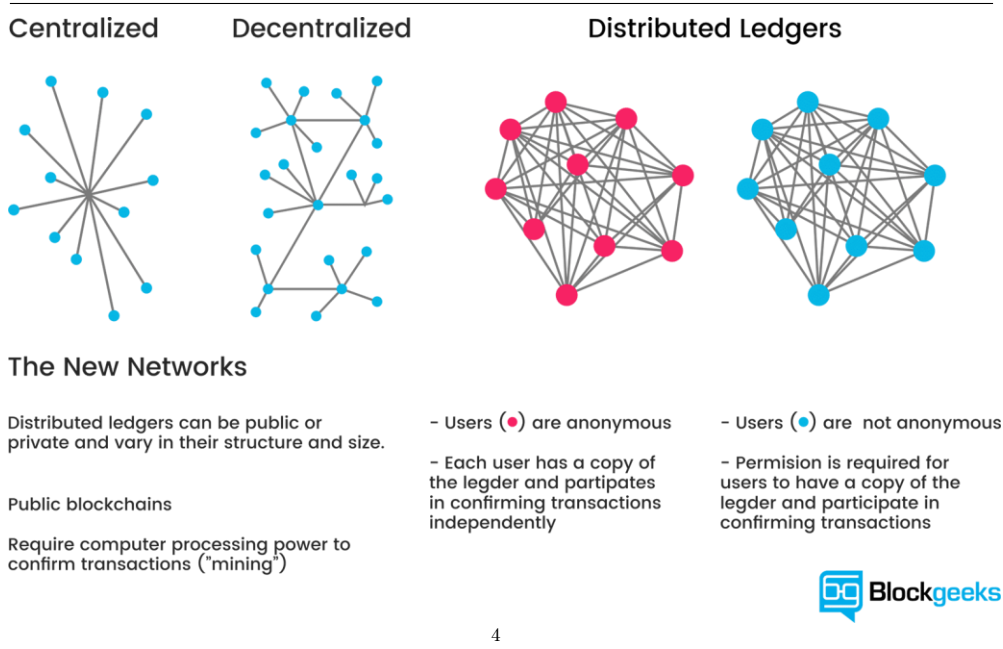 Centralized
Decentralized
Distributed Ledgers
The New Networks
Distributed ledgers can be public or
private and vary in their structure and size.
Public blockchains
Require computer processing power to
confirm transactions ("mining")
- Users (●) are anonymous
- Each user has a copy of
the legder and partipates
in confirming transactions
independently
- Users (●) are not anonymous
- Permision is required for
users to have a copy of the
legder and participate in
confirming transactions
Blockgeeks
4